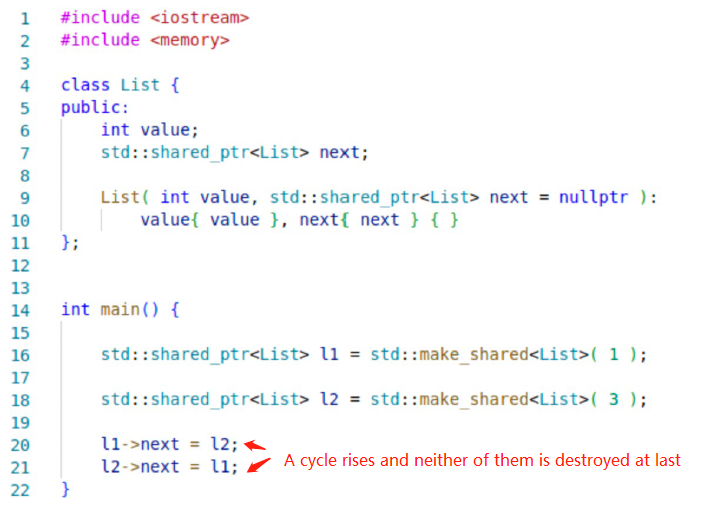 1 #include <iostream>
2 #include <memory>
3
4 class List {
5 public:
6     int value;
7     std::shared_ptr<List> next;
8
9     List( int value, std::shared_ptr<List> next = nullptr ):
10         value{ value }, next{ next } { }
11 };
12
13
14 int main() {
15
16     std::shared_ptr<List> l1 = std::make_shared<List>( 1 );
17
18     std::shared_ptr<List> l2 = std::make_shared<List>( 3 );
19
20     l1->next = l2;
21     l2->next = l1;
A cycle rises and neither of them is destroyed at last
22 }